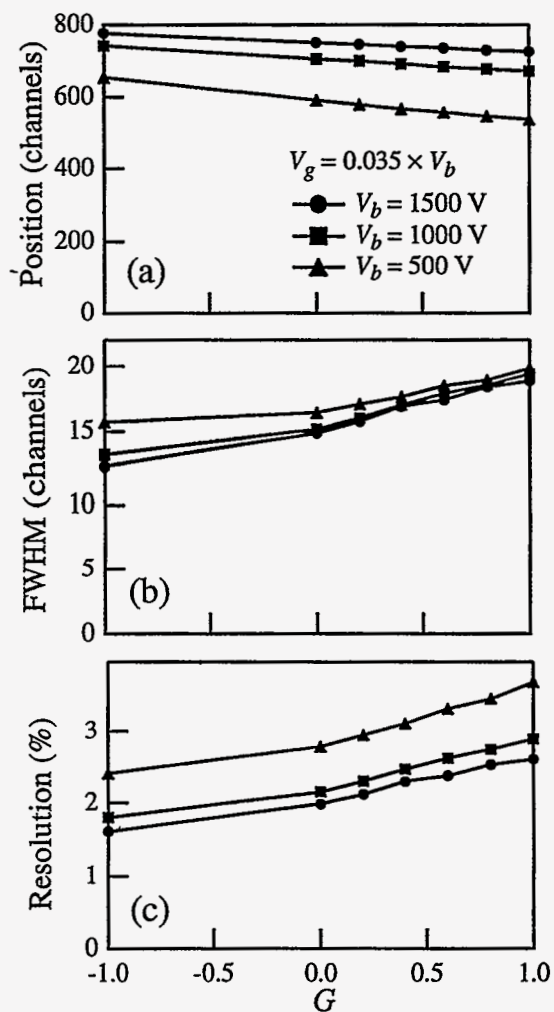 800
600
400
200
0
Position (channels)
V_g = 0.035 × V_b
V_b = 1500 V
V_b = 1000 V
V_b = 500 V
(a)
20
15
10
5
0
FWHM (channels)
(b)
3
2
1
0
Resolution (%)
(c)
-1.0 -0.5 0.0 0.5 1.0
G